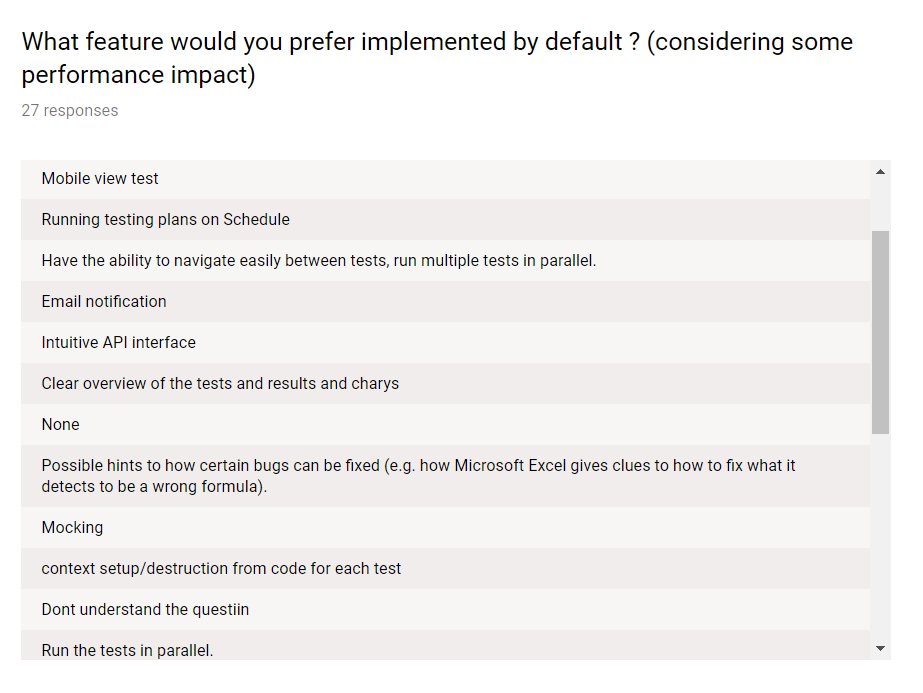 What feature would you prefer implemented by default ? (considering some
performance impact)
27 responses
Mobile view test
Running testing plans on Schedule
Have the ability to navigate easily between tests, run multiple tests in parallel.
Email notification
Intuitive API interface
Clear overview of the tests and results and charys
None
Possible hints to how certain bugs can be fixed (e.g. how Microsoft Excel gives clues to how to fix what it
detects to be a wrong formula).
Mocking
context setup/destruction from code for each test
Dont understand the questiin
Run the tests in parallel.